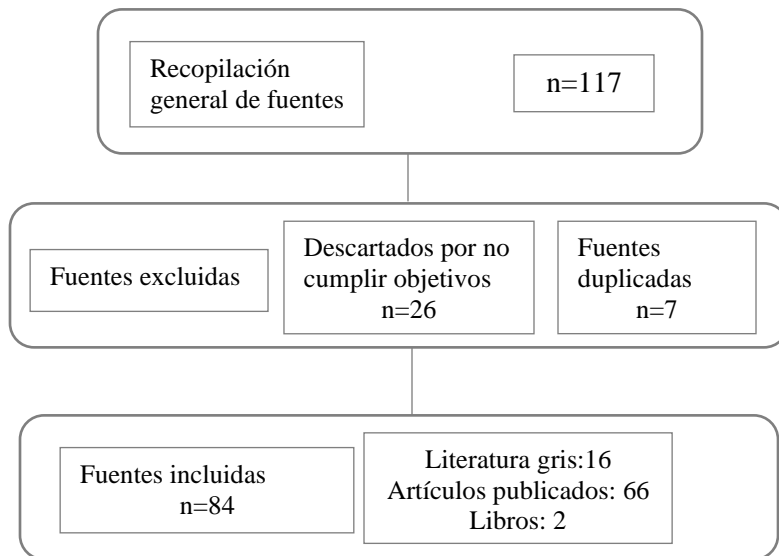 Recopilación
general de fuentes
n=117
Fuentes excluidas
Descartados por no
cumplir objetivos
n=26
Fuentes
duplicadas
n=7
Fuentes incluidas
n=84
Literatura gris:16
Artículos publicados: 66
Libros: 2